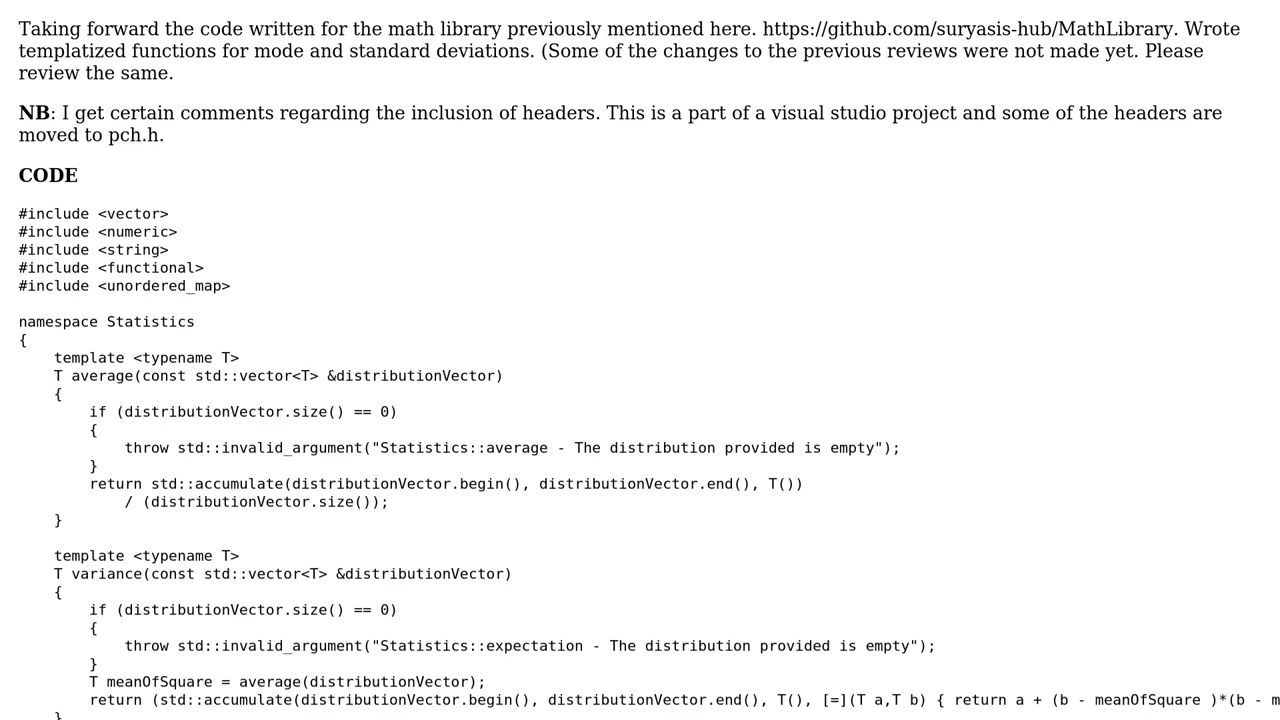 Taking forward the code written for the math library previously mentioned here. https://github.com/suryasis-hub/MathLibrary. Wrote
templatized functions for mode and standard deviations. (Some of the changes to the previous reviews were not made yet. Please
review the same.
NB: I get certain comments regarding the inclusion of headers. This is a part of a visual studio project and some of the headers are
moved to pch.h.
CODE
#include <vector>
#include <numeric>
#include <string>
#include <functional>
#include <unordered_map>
namespace Statistics
{
    template <typename T>
    T average(const std::vector<T> &distributionVector)
    {
        if (distributionVector.size() == 0)
        {
            throw std::invalid_argument("Statistics::average - The distribution provided is empty");
        }
        return std::accumulate(distributionVector.begin(), distributionVector.end(), T())
            / (distributionVector.size());
    }
    template <typename T>
    T variance(const std::vector<T> &distributionVector)
    {
        if (distributionVector.size() == 0)
        {
            throw std::invalid_argument("Statistics::expectation - The distribution provided is empty");
        }
        T meanOfSquare = average(distributionVector);
        return (std::accumulate(distributionVector.begin(), distributionVector.end(), T(), [=](T a,T b) { return a + (b - meanOfSquare )*(b - m
    }